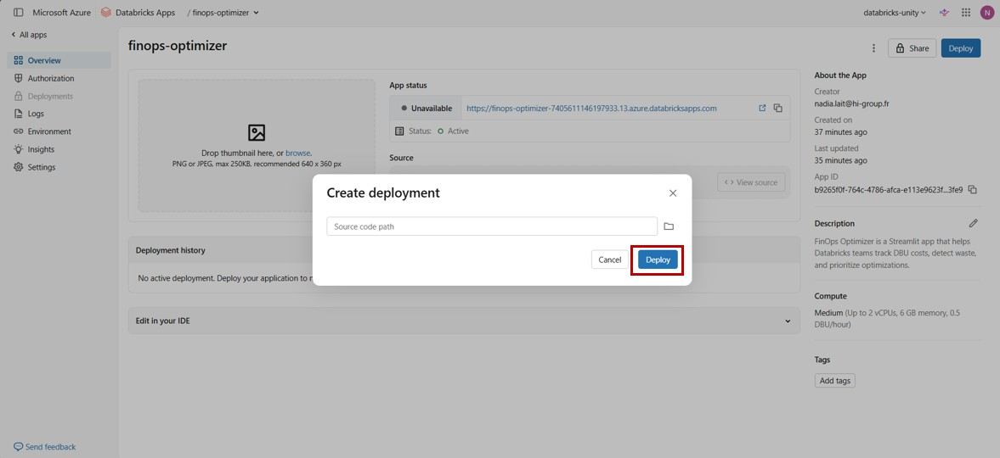 Microsoft Azure Databricks Apps / finops-optimizer databricks-unity N
All apps
Overview
Authorization
Deployments
Logs
Environment
Insights
Settings
Send feedback
finops-optimizer
Share Deploy
Drop thumbnail here, or browse.
PNG or JPEG, max 250KB, recommended 640 x 360 px
App status
Unavailable https://finops-optimizer-7405611146197933.13.azure.databricksapps.com
Status: Active
Source
View source
Create deployment
Source code path
Cancel Deploy
Deployment history
No active deployment. Deploy your application to
Edit in your IDE
About the App
Creator
nadia.lait@hi-group.fr
Created on
37 minutes ago
Last updated
35 minutes ago
App ID
b9265f0f-764c-4786-afca-e113e9623f...3fe9
Description
FinOps Optimizer is a Streamlit app that helps
Databricks teams track DBU costs, detect waste,
and prioritize optimizations.
Compute
Medium (Up to 2 vCPUs, 6 GB memory, 0.5
DBU/hour)
Tags
Add tags